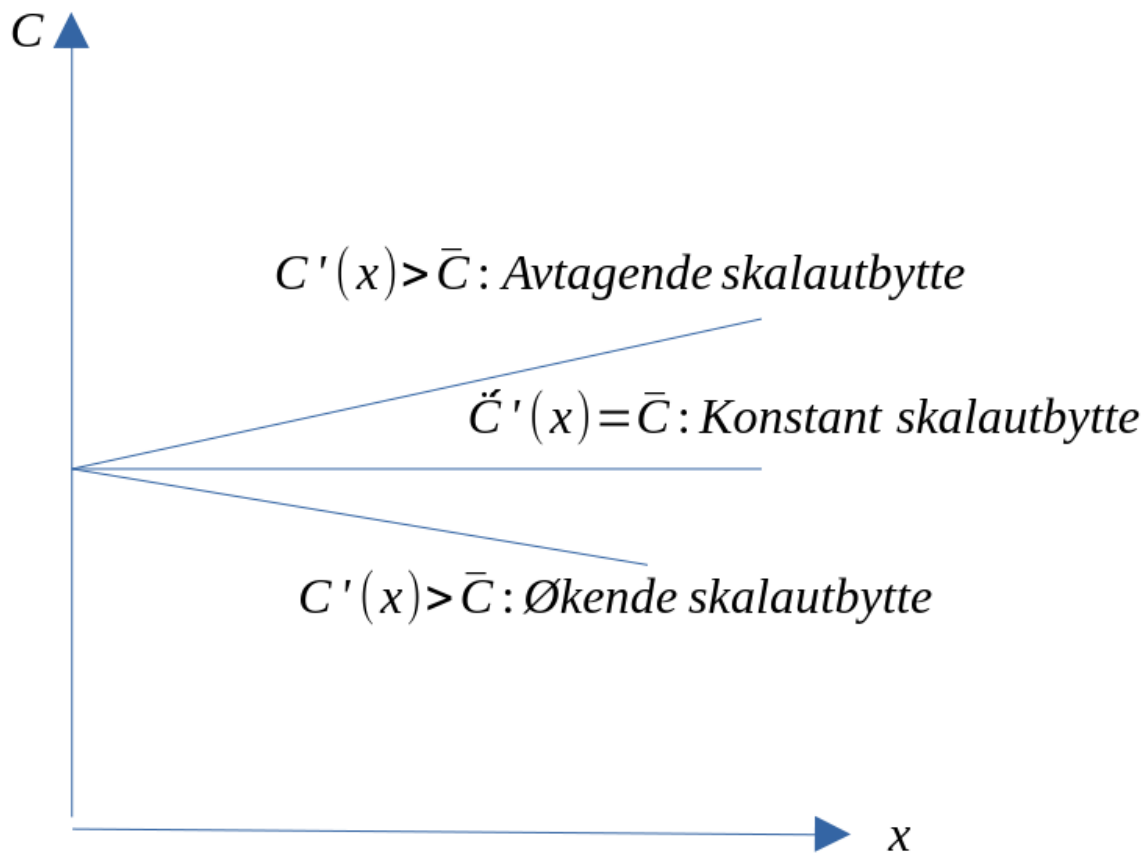 C
C'(x)>C̄: Avtagende skalautbytte
C̈́'(x)=C̄: Konstant skalautbytte
C'(x)>C̄: Økende skalautbytte
x